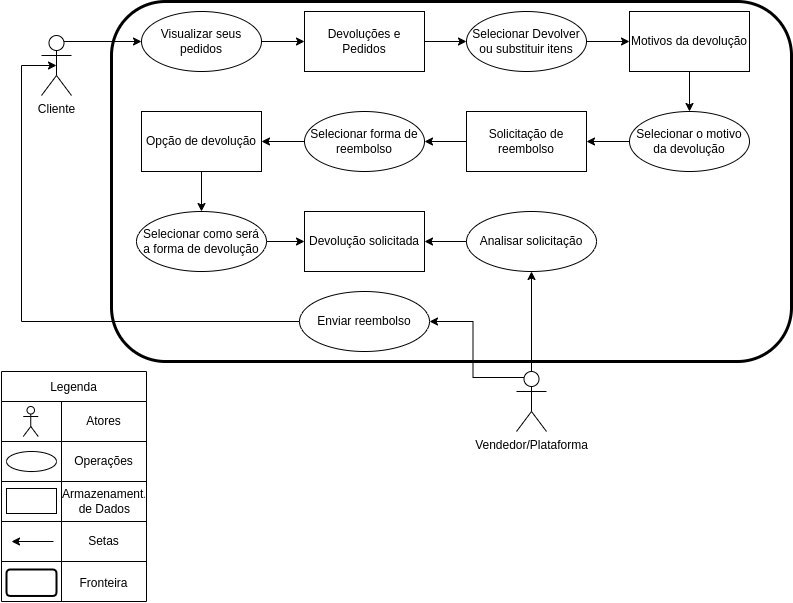 Visualizar seus
pedidos
Devoluções e
Pedidos
Selecionar Devolver
ou substituir itens
Motivos da devolução
Cliente
Opção de devolução
Selecionar forma de
reembolso
Solicitação de
reembolso
Selecionar o motivo
da devolução
Selecionar como será
a forma de devolução
Devolução solicitada
Analisar solicitação
Enviar reembolso
Vendedor/Plataforma
Legenda
Atores
Operações
Armazenament.
de Dados
Setas
Fronteira